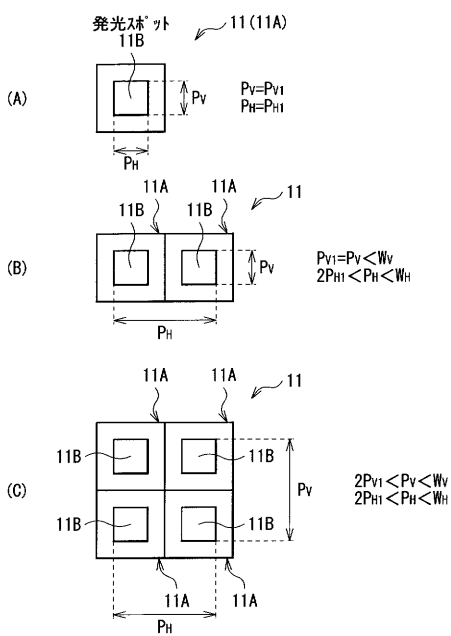 発光スポット
11B
11(11A)
(A)
PV
PV=PV1
PH=PH1
PH
11A
11A
11
11B
11B
(B)
PV
PV1=PV<WV
2PH1<PH<WH
PH
11A
11A
11
11B
11B
(C)
PV
2PV1<PV<WV
2PH1<PH<WH
11B
11B
11A
11A
PH